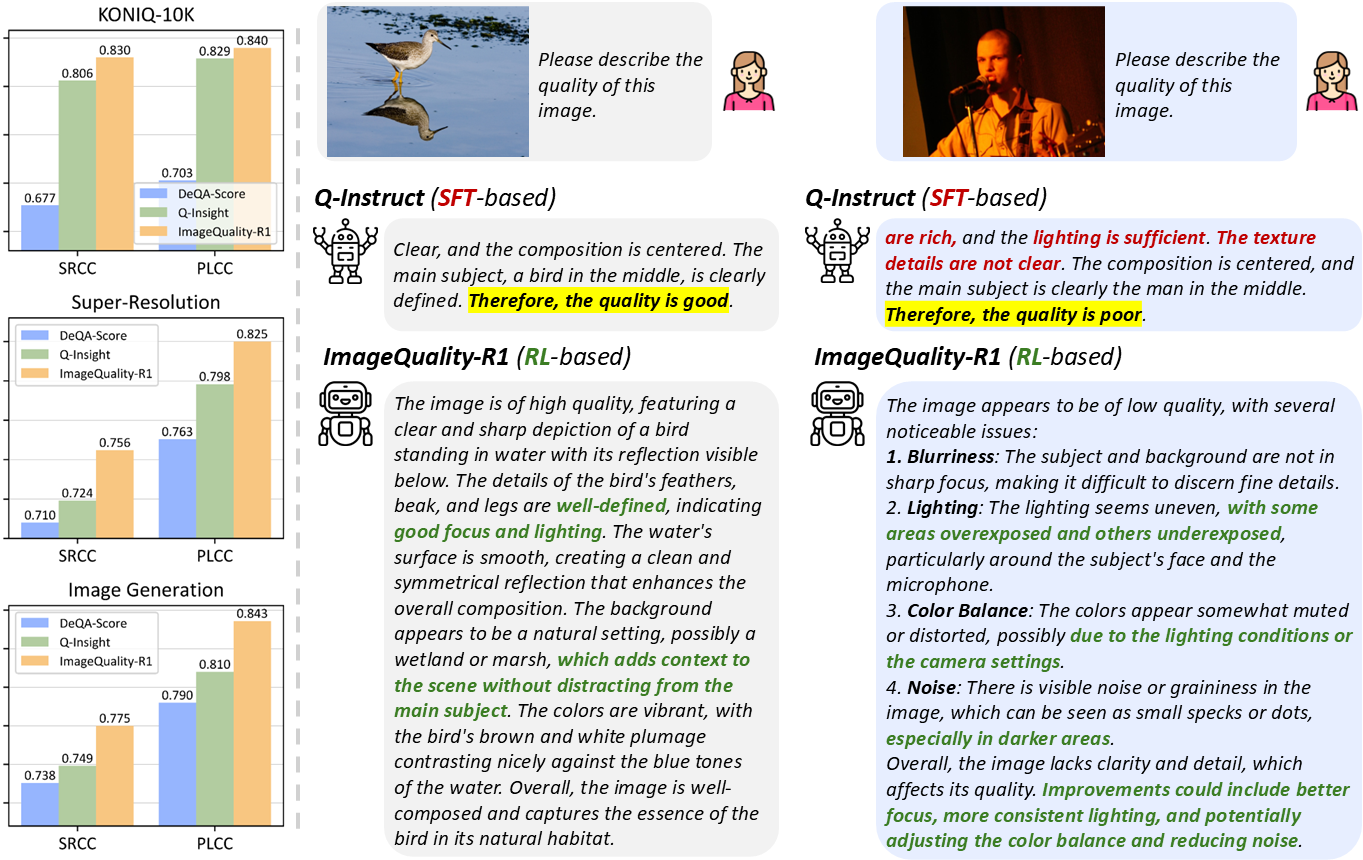 KONIQ-10K
0.677
0.806
0.830
0.703
0.829
0.840
DeQA-Score
Q-Insight
ImageQuality-R1
SRCC
PLCC
Super-Resolution
DeQA-Score
Q-Insight
ImageQuality-R1
0.710
0.724
0.756
0.763
0.798
0.825
SRCC
PLCC
Image Generation
DeQA-Score
Q-Insight
ImageQuality-R1
0.738
0.749
0.775
0.790
0.810
0.843
SRCC
PLCC
Please describe the
quality of this
image.
Q-Instruct (SFT-based)
Clear, and the composition is centered. The
main subject, a bird in the middle, is clearly
defined. Therefore, the quality is good.
ImageQuality-R1 (RL-based)
The image is of high quality, featuring a
clear and sharp depiction of a bird
standing in water with its reflection visible
below. The details of the bird's feathers,
beak, and legs are well-defined, indicating
good focus and lighting. The water's
surface is smooth, creating a clean and
symmetrical reflection that enhances the
overall composition. The background
appears to be a natural setting, possibly a
wetland or marsh, which adds context to
the scene without distracting from the
main subject. The colors are vibrant, with
the bird's brown and white plumage
contrasting nicely against the blue tones
of the water. Overall, the image is well-
composed and captures the essence of the
bird in its natural habitat.
Please describe the
quality of this
image.
Q-Instruct (SFT-based)
are rich, and the lighting is sufficient. The texture
details are not clear. The composition is centered, and
the main subject is clearly the man in the middle.
Therefore, the quality is poor.
ImageQuality-R1 (RL-based)
The image appears to be of low quality, with several
noticeable issues:
1. Blurriness: The subject and background are not in
sharp focus, making it difficult to discern fine details.
2. Lighting: The lighting seems uneven, with some
areas overexposed and others underexposed,
particularly around the subject's face and the
microphone.
3. Color Balance: The colors appear somewhat muted
or distorted, possibly due to the lighting conditions or
the camera settings.
4. Noise: There is visible noise or graininess in the
image, which can be seen as small specks or dots,
especially in darker areas.
Overall, the image lacks clarity and detail, which
affects its quality. Improvements could include better
focus, more consistent lighting, and potentially
adjusting the color balance and reducing noise.